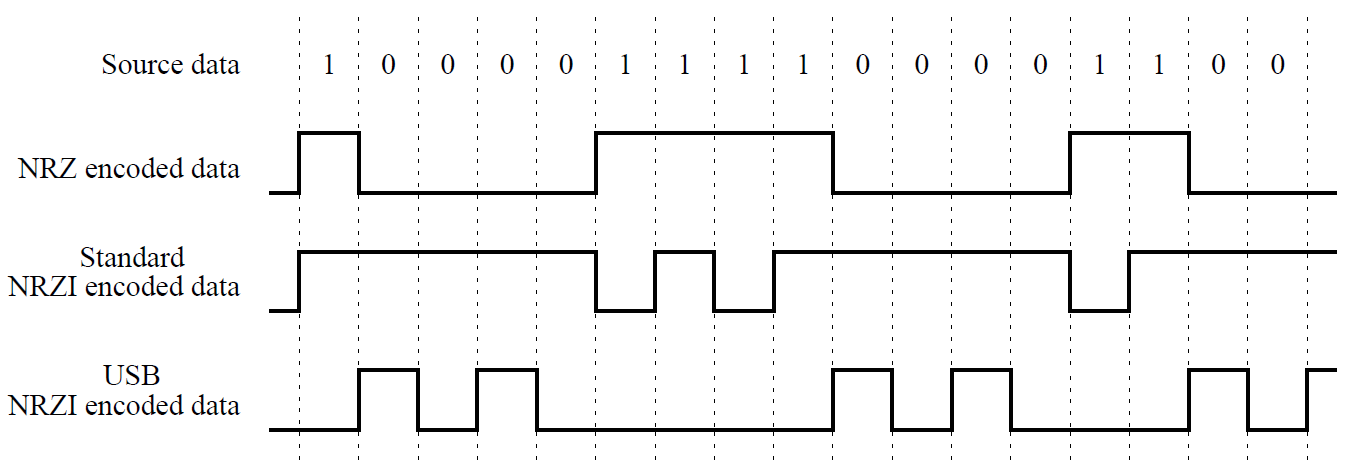 Source data 1 0 0 0 0 1 1 1 1 0 0 0 0 1 1 0 0
NRZ encoded data
Standard
NRZI encoded data
USB
NRZI encoded data